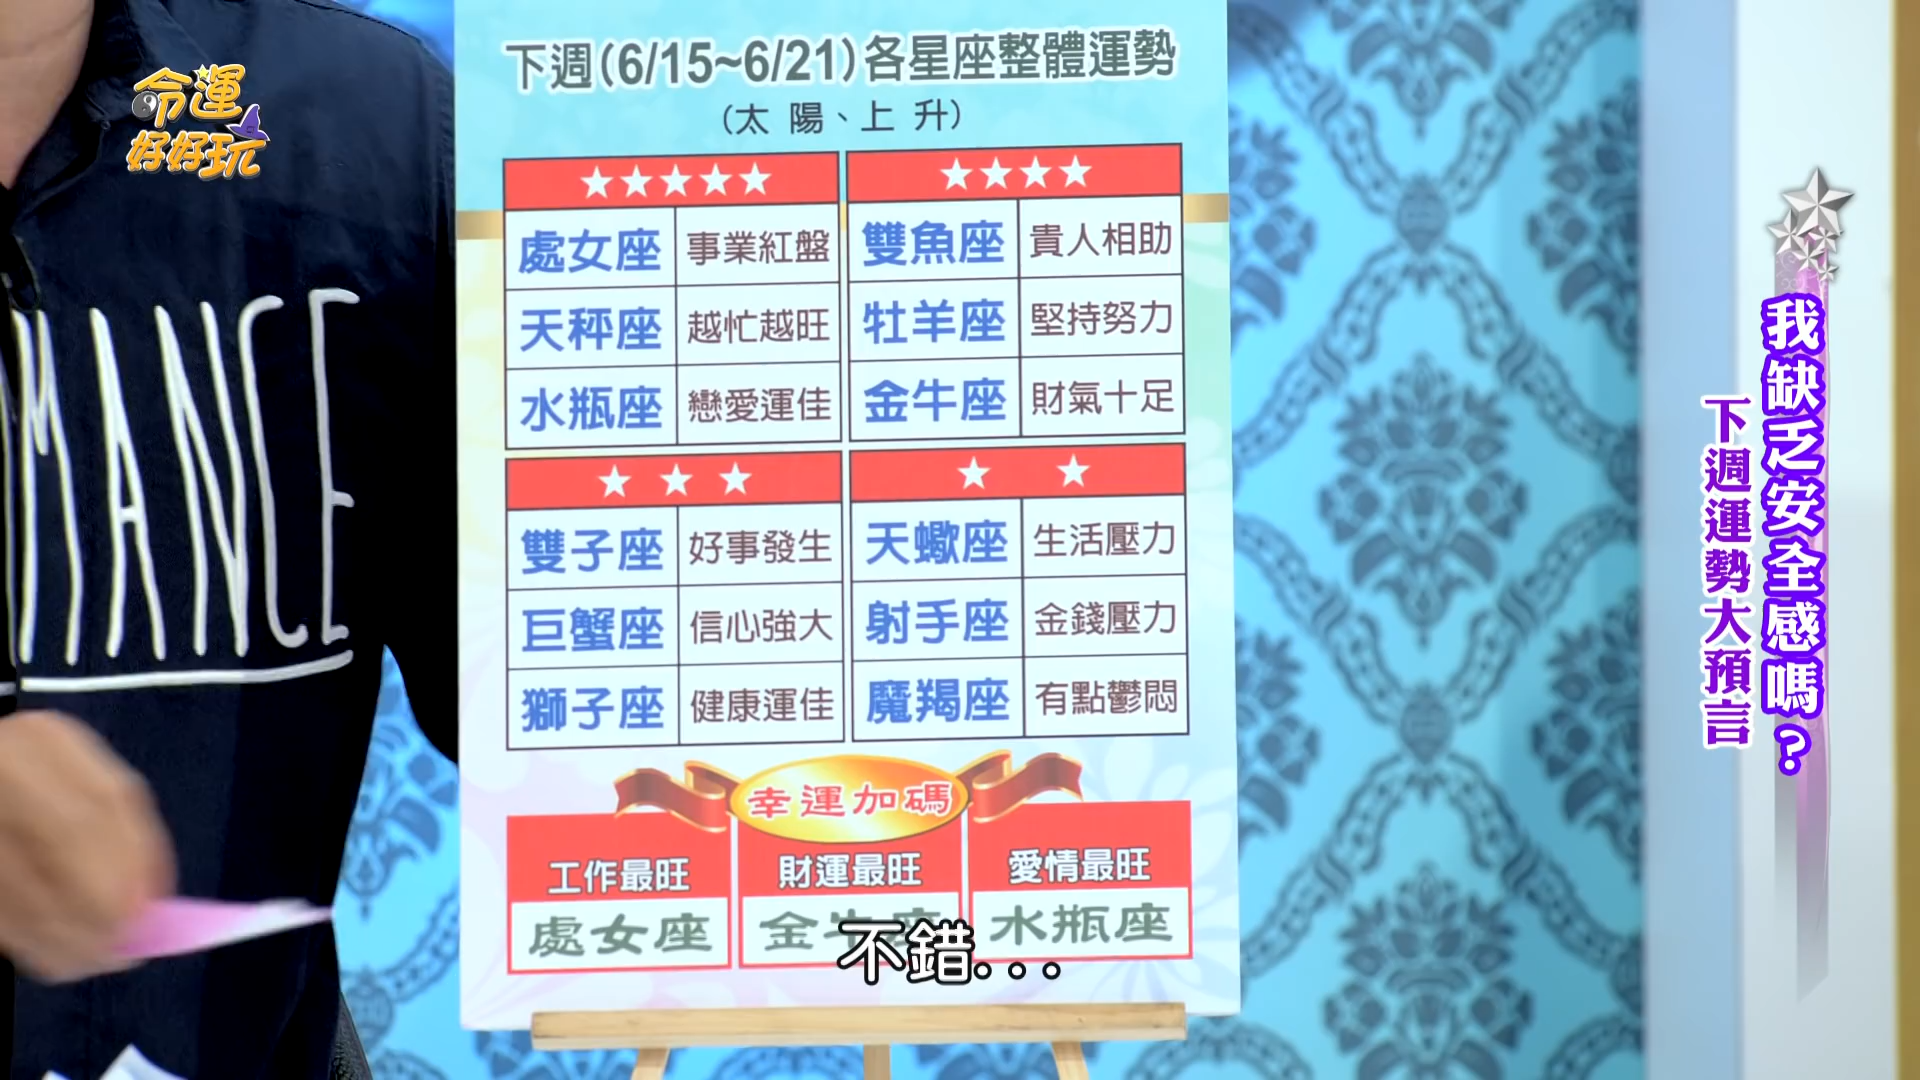 命運
好好玩
MANCE
下週(6/15~6/21)各星座整體運勢
(太陽、上升)
★★★★★
處女座 事業紅盤
天秤座 越忙越旺
水瓶座 戀愛運佳
★★★★
雙魚座 貴人相助
牡羊座 堅持努力
金牛座 財氣十足
★★★
雙子座 好事發生
巨蟹座 信心強大
獅子座 健康運佳
★★
天蠍座 生活壓力
射手座 金錢壓力
魔羯座 有點鬱悶
幸運加碼
工作最旺
處女座
財運最旺
金牛座
愛情最旺
水瓶座
不錯...
我缺乏安全感嗎?
下週運勢大預言